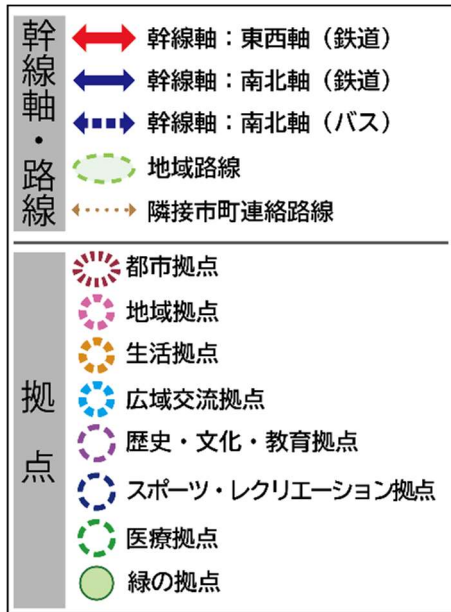 幹線軸・路線
幹線軸：東西軸（鉄道）
幹線軸：南北軸（鉄道）
幹線軸：南北軸（バス）
地域路線
隣接市町連絡路線
拠点
都市拠点
地域拠点
生活拠点
広域交流拠点
歴史・文化・教育拠点
スポーツ・レクリエーション拠点
医療拠点
緑の拠点